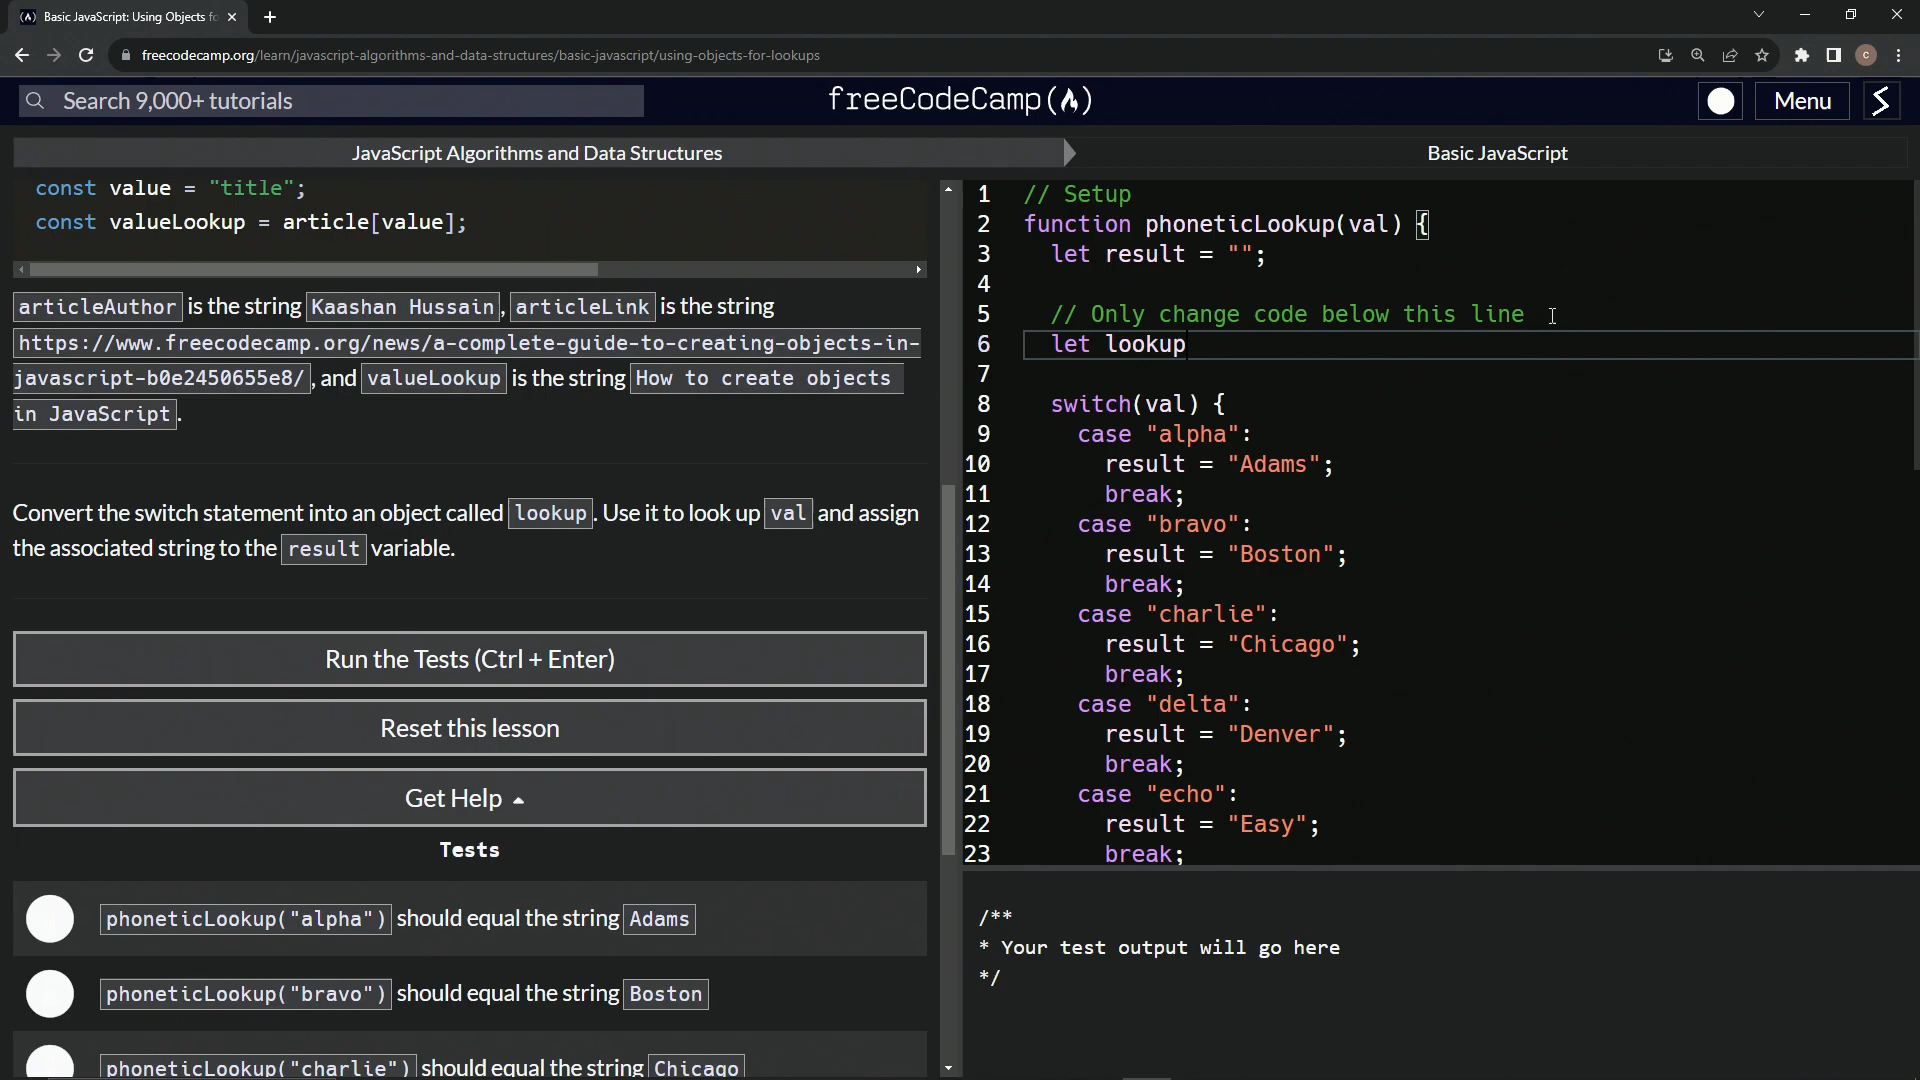 Basic JavaScript: Using Objects fo
freecodecamp.org/learn/javascript-algorithms-and-data-structures/basic-javascript/using-objects-for-lookups
c
Search 9,000+ tutorials
freeCodeCamp
Menu
JavaScript Algorithms and Data Structures
Basic JavaScript
const value = "title";
const valueLookup = article[value];
articleAuthor is the string Kaashan Hussain, articleLink is the string
https://www.freecodecamp.org/news/a-complete-guide-to-creating-objects-in-
javascript-b0e2450655e8/, and valueLookup is the string How to create objects
in JavaScript.
Convert the switch statement into an object called lookup. Use it to look up val and assign
the associated string to the result variable.
Run the Tests (Ctrl + Enter)
Reset this lesson
Get Help
Tests
phoneticLookup("alpha") should equal the string Adams
phoneticLookup("bravo") should equal the string Boston
phoneticLookup("charlie") should equal the string Chicago
1 // Setup
2 function phoneticLookup(val) {
3 let result = "";
4
5 // Only change code below this line
6 let lookup
7
8 switch(val) {
9 case "alpha":
10 result = "Adams";
11 break;
12 case "bravo":
13 result = "Boston";
14 break;
15 case "charlie":
16 result = "Chicago";
17 break;
18 case "delta":
19 result = "Denver";
20 break;
21 case "echo":
22 result = "Easy";
23 break;
/**
* Your test output will go here
*/